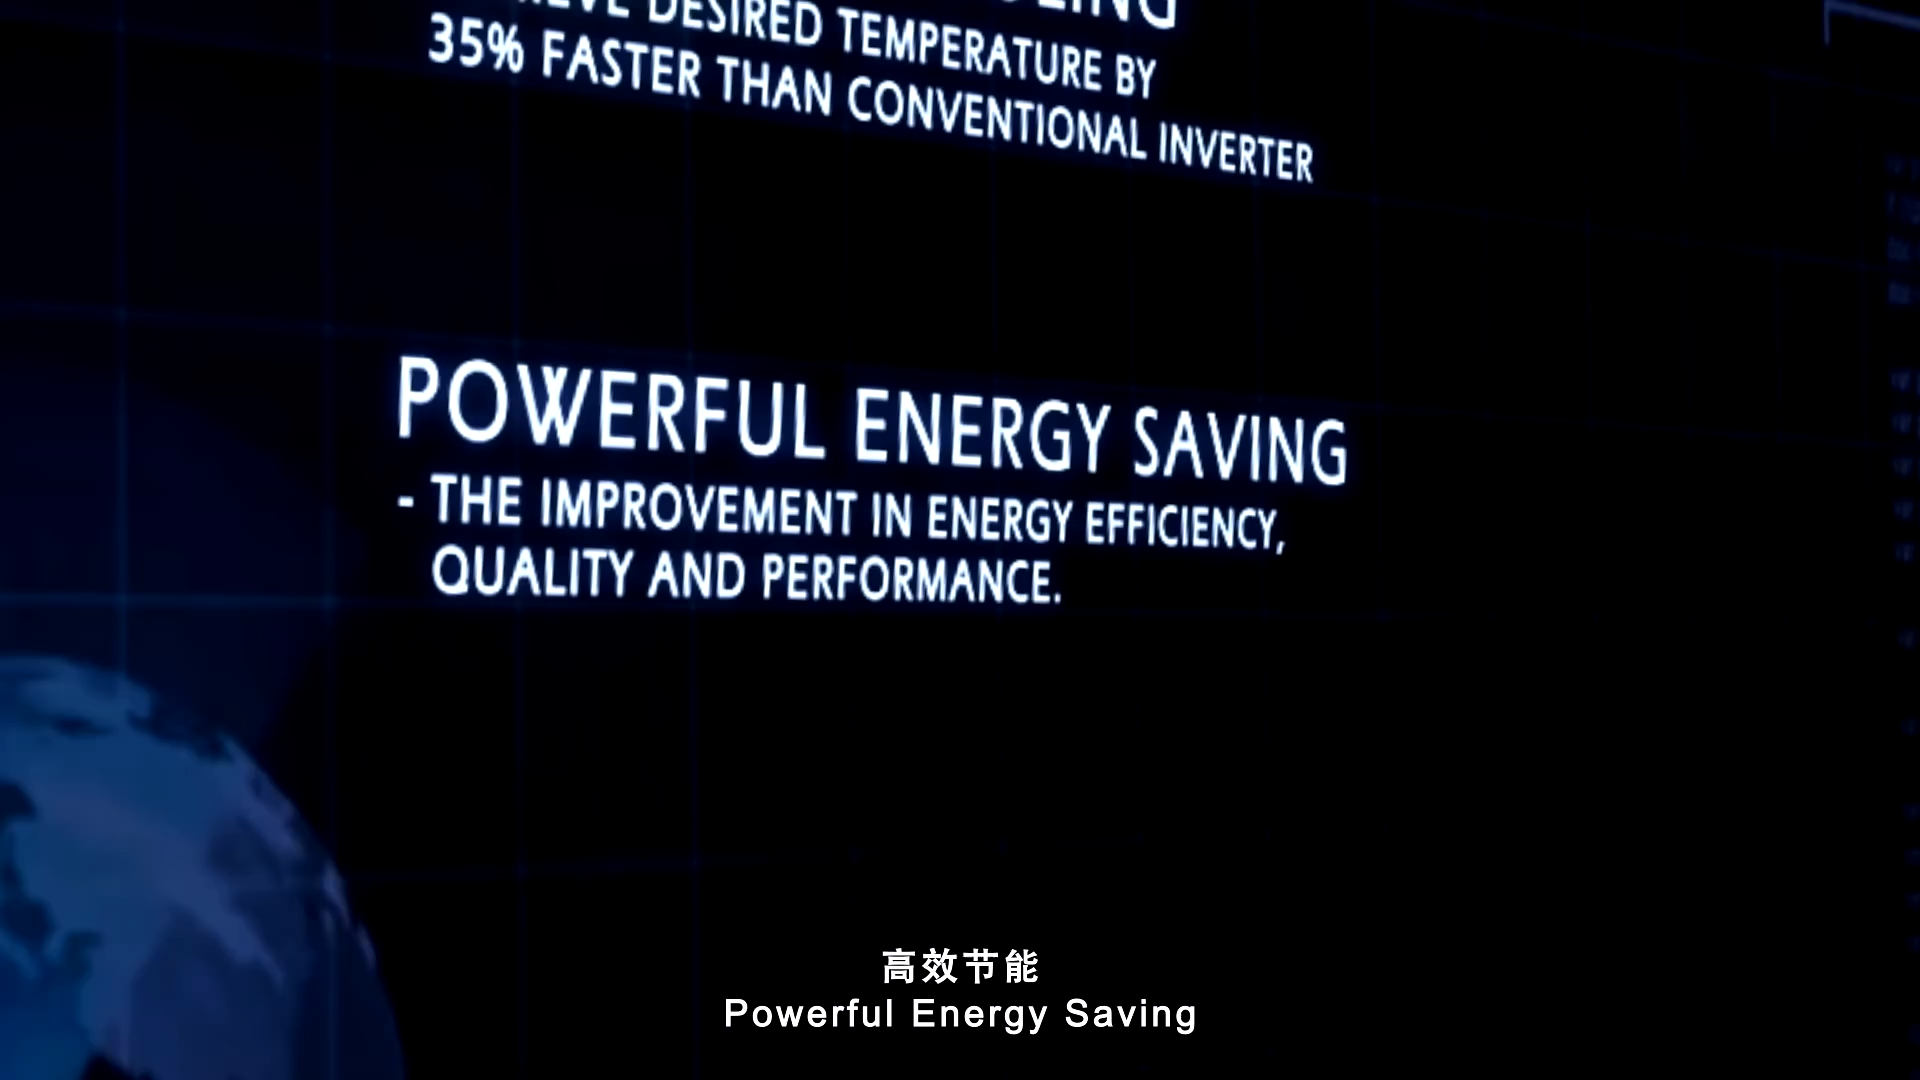 DESIRED TEMPERATURE BY
35% FASTER THAN CONVENTIONAL INVERTER
POWERFUL ENERGY SAVING
- THE IMPROVEMENT IN ENERGY EFFICIENCY,
QUALITY AND PERFORMANCE.
高效节能
Powerful Energy Saving